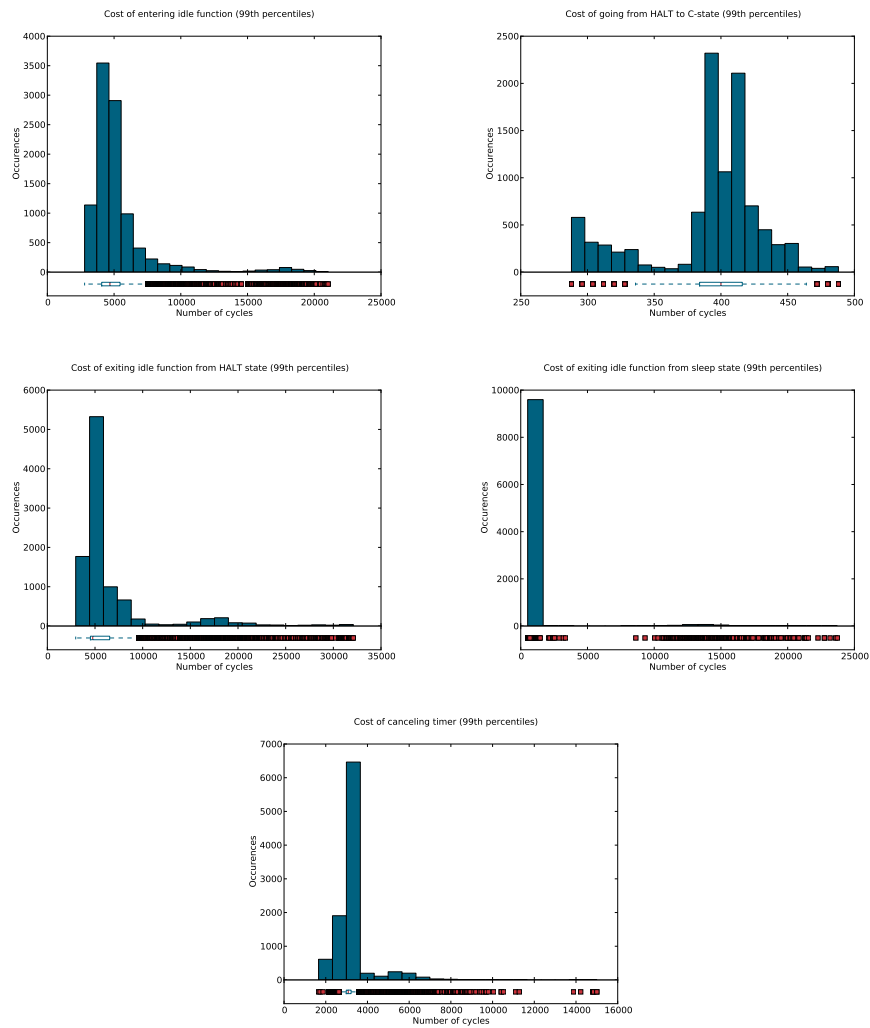 Cost of entering idle function (99th percentiles)
4000
3500
3000
2500
2000
1500
1000
500
0
Occurences
0 5000 10000 15000 20000 25000
Number of cycles
Cost of going from HALT to C-state (99th percentiles)
2500
2000
1500
1000
500
0
Occurences
250 300 350 400 450 500
Number of cycles
Cost of exiting idle function from HALT state (99th percentiles)
6000
5000
4000
3000
2000
1000
0
Occurences
0 5000 10000 15000 20000 25000 30000 35000
Number of cycles
Cost of exiting idle function from sleep state (99th percentiles)
10000
8000
6000
4000
2000
0
Occurences
0 5000 10000 15000 20000 25000
Number of cycles
Cost of canceling timer (99th percentiles)
7000
6000
5000
4000
3000
2000
1000
0
Occurences
0 2000 4000 6000 8000 10000 12000 14000 16000
Number of cycles